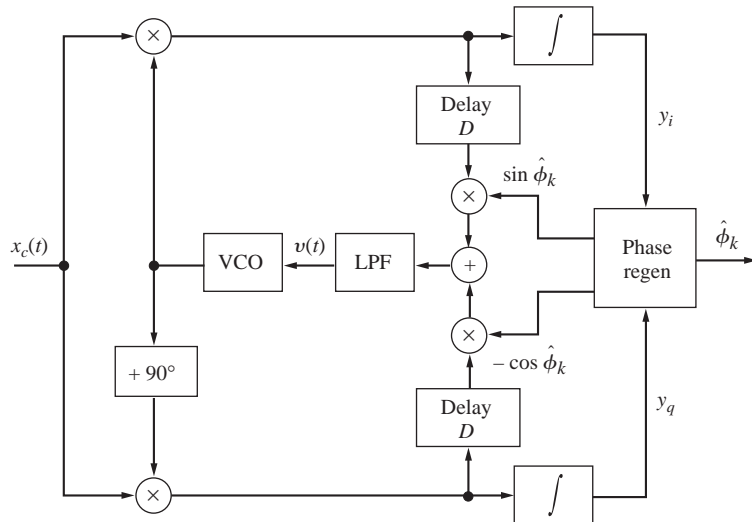 ×
∫
Delay
D
y_i
sin φ̂_k
×
x_c(t)
VCO
v(t)
LPF
+
Phase
regen
φ̂_k
×
+ 90°
– cos φ̂_k
Delay
D
y_q
×
∫